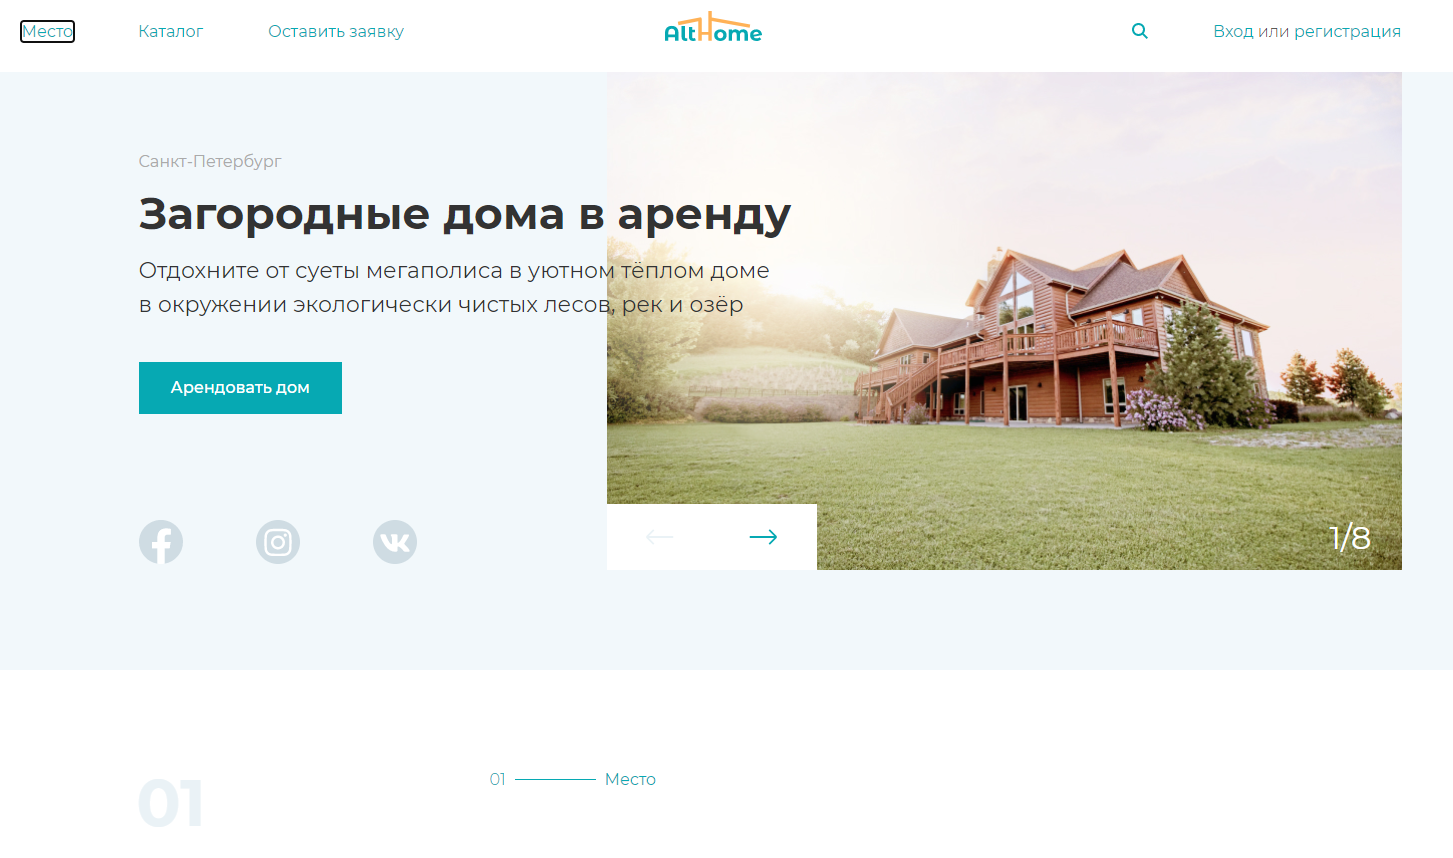 Место
Каталог
Оставить заявку
AltHome
Вход или регистрация
Санкт-Петербург
Загородные дома в аренду
Отдохните от суеты мегаполиса в уютном тёплом доме
в окружении экологически чистых лесов, рек и озёр
Арендовать дом
1/8
01
01
Место